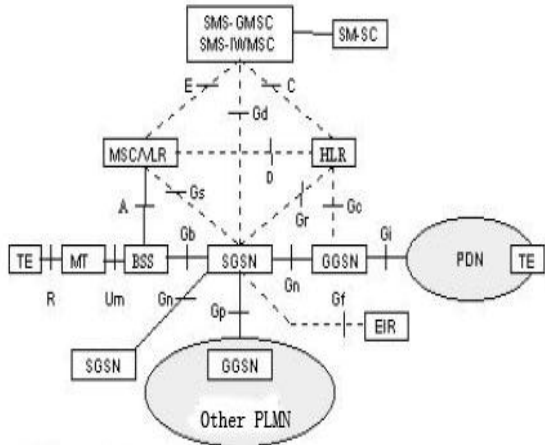 SMS-GMSC
SMS-IWMSC
SM-SC
E
C
Gd
MSC/VLR
HLR
D
Gs
Gr
Gc
A
Gb
Gi
TE
MT
BSS
SGSN
GGSN
PDN
TE
R
Um
Gn
Gn
Gf
Gp
EIR
SGSN
GGSN
Other PLMN